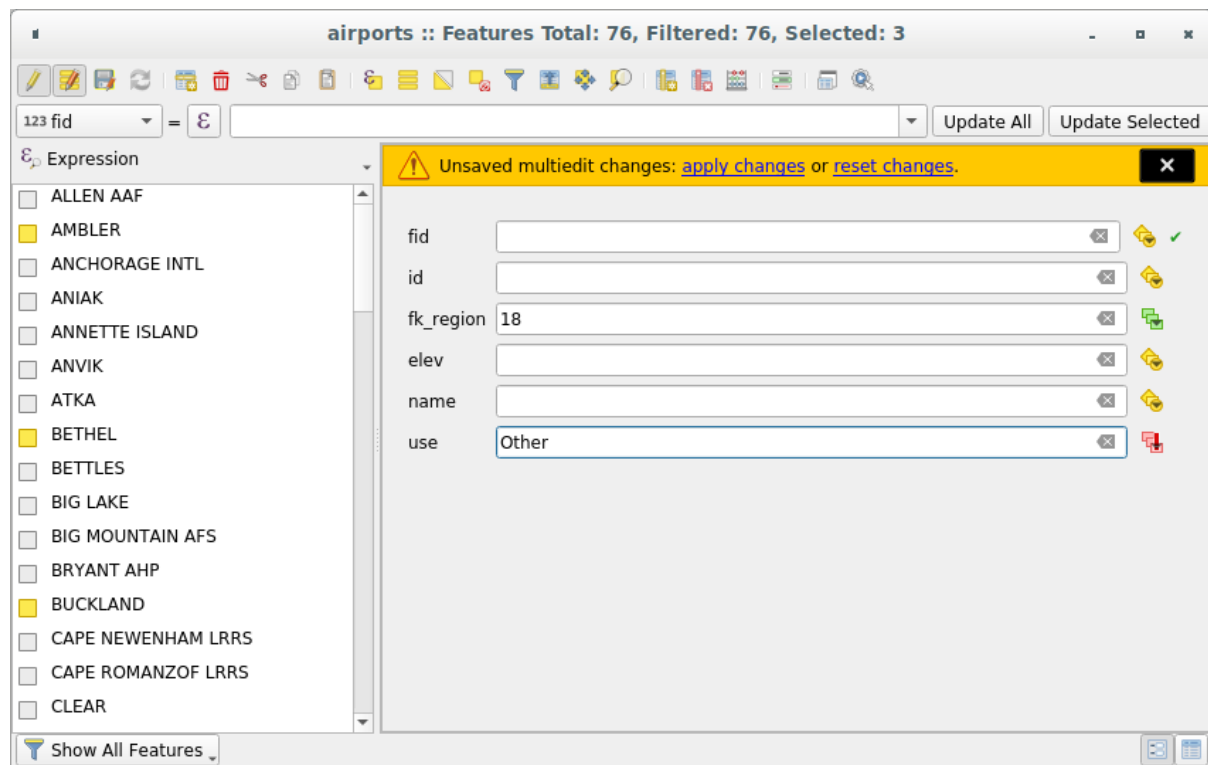 airports :: Features Total: 76, Filtered: 76, Selected: 3
123 fid = ε Update All Update Selected
Expression
Unsaved multiedit changes: apply changes or reset changes.
ALLEN AAF
AMBLER
ANCHORAGE INTL
ANIAK
ANNETTE ISLAND
ANVIK
ATKA
BETHEL
BETTLES
BIG LAKE
BIG MOUNTAIN AFS
BRYANT AHP
BUCKLAND
CAPE NEWENHAM LRRS
CAPE ROMANZOF LRRS
CLEAR
fid
id
fk_region 18
elev
name
use Other
Show All Features